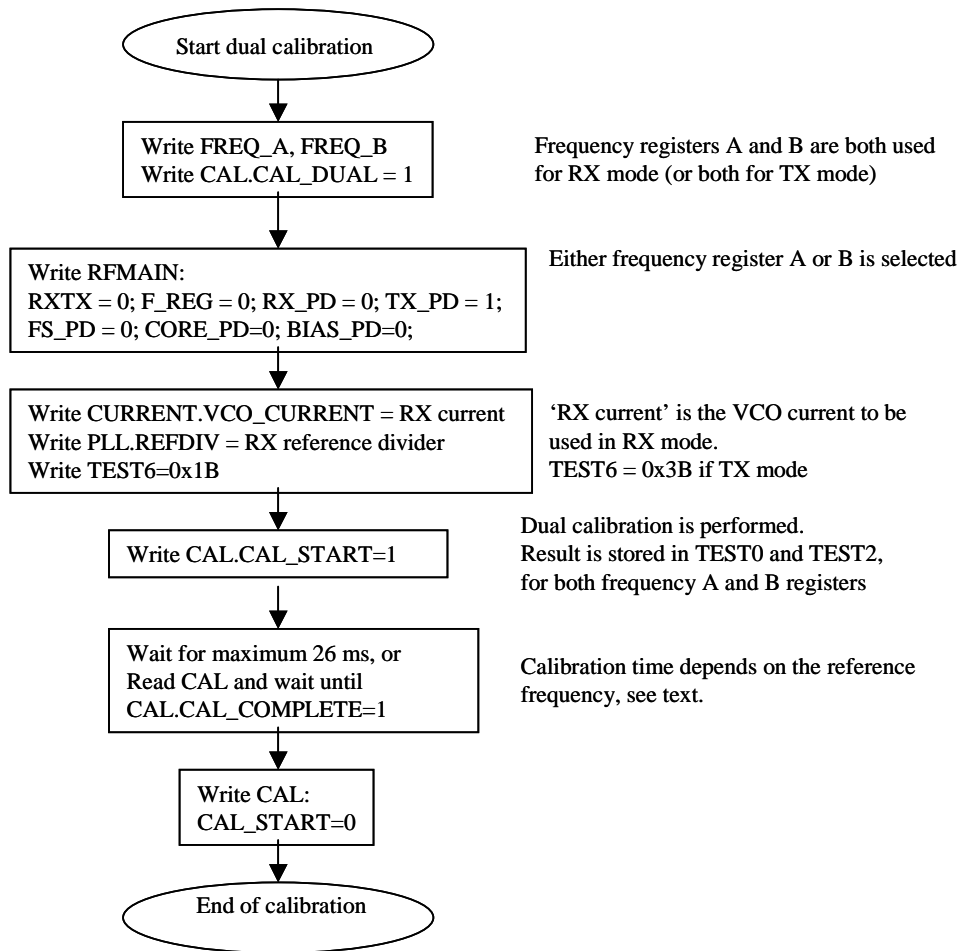 Start dual calibration
Write FREQ_A, FREQ_B
Write CAL.CAL_DUAL = 1
Frequency registers A and B are both used
for RX mode (or both for TX mode)
Write RFMAIN:
RXTX = 0; F_REG = 0; RX_PD = 0; TX_PD = 1;
FS_PD = 0; CORE_PD=0; BIAS_PD=0;
Either frequency register A or B is selected
Write CURRENT.VCO_CURRENT = RX current
Write PLL.REFDIV = RX reference divider
Write TEST6=0x1B
‘RX current’ is the VCO current to be
used in RX mode.
TEST6 = 0x3B if TX mode
Write CAL.CAL_START=1
Dual calibration is performed.
Result is stored in TEST0 and TEST2,
for both frequency A and B registers
Wait for maximum 26 ms, or
Read CAL and wait until
CAL.CAL_COMPLETE=1
Calibration time depends on the reference
frequency, see text.
Write CAL:
CAL_START=0
End of calibration